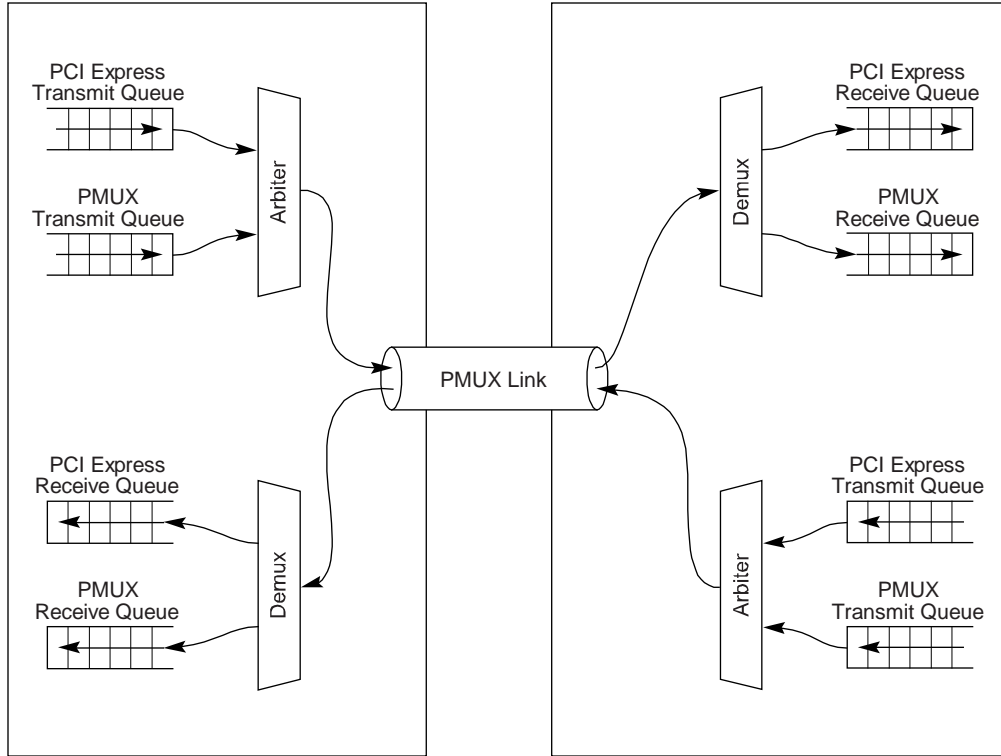 PCI Express
Transmit Queue
PMUX
Transmit Queue
Arbiter
PCI Express
Receive Queue
PMUX
Receive Queue
Demux
PMUX Link
PCI Express
Receive Queue
PMUX
Receive Queue
Demux
PCI Express
Transmit Queue
PMUX
Transmit Queue
Arbiter